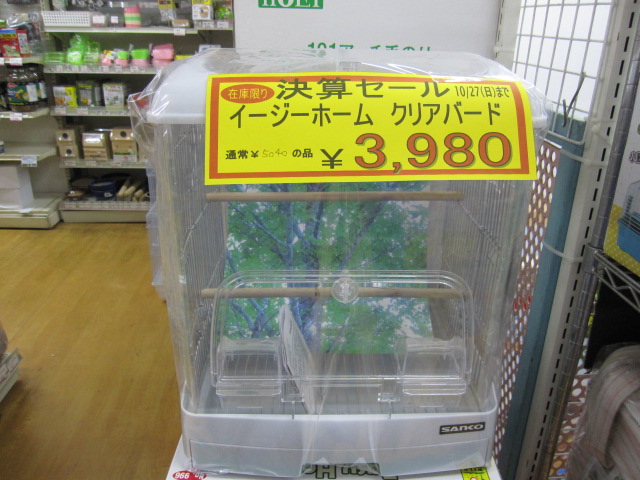 HOEI
在庫限り 決算セール 10/27(日)まで
イージーホーム クリアバード
通常¥5040の品 ¥3,980
SANKO